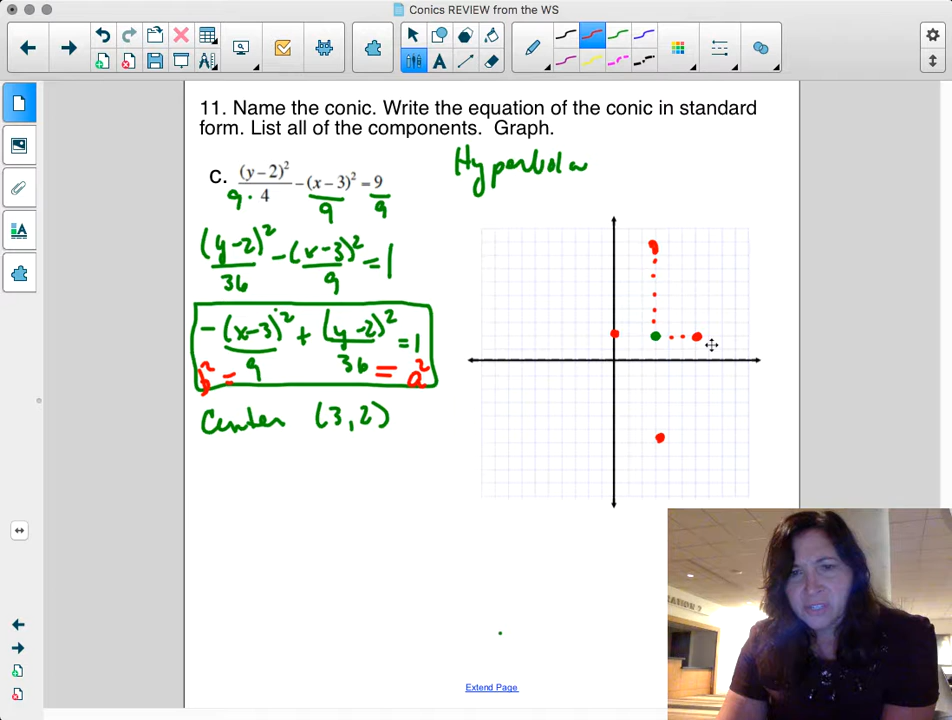 Conics REVIEW from the WS
11. Name the conic. Write the equation of the conic in standard
form. List all of the components. Graph.
Hyperbola
c. (y-2)²/4 - (x-3)² = 9
9 · 9 9
(y-2)²/36 - (x-3)²/9 = 1
-(x-3)²/9 + (y-2)²/36 = 1
b² = = a²
Center (3,2)
ATION ?
Extend Page